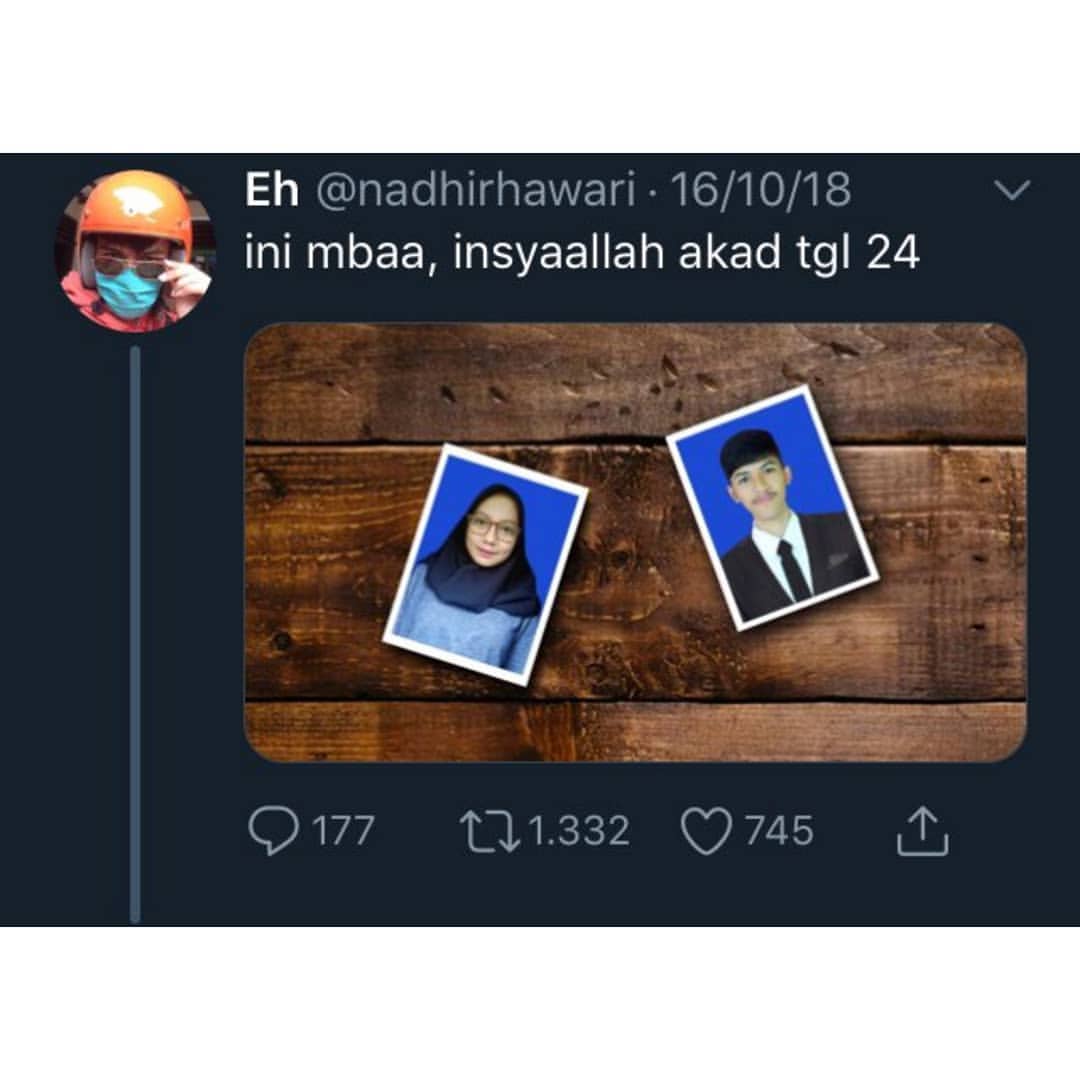 Eh @nadhirhawari · 16/10/18
ini mbaa, insyaallah akad tgl 24
177 1.332 745